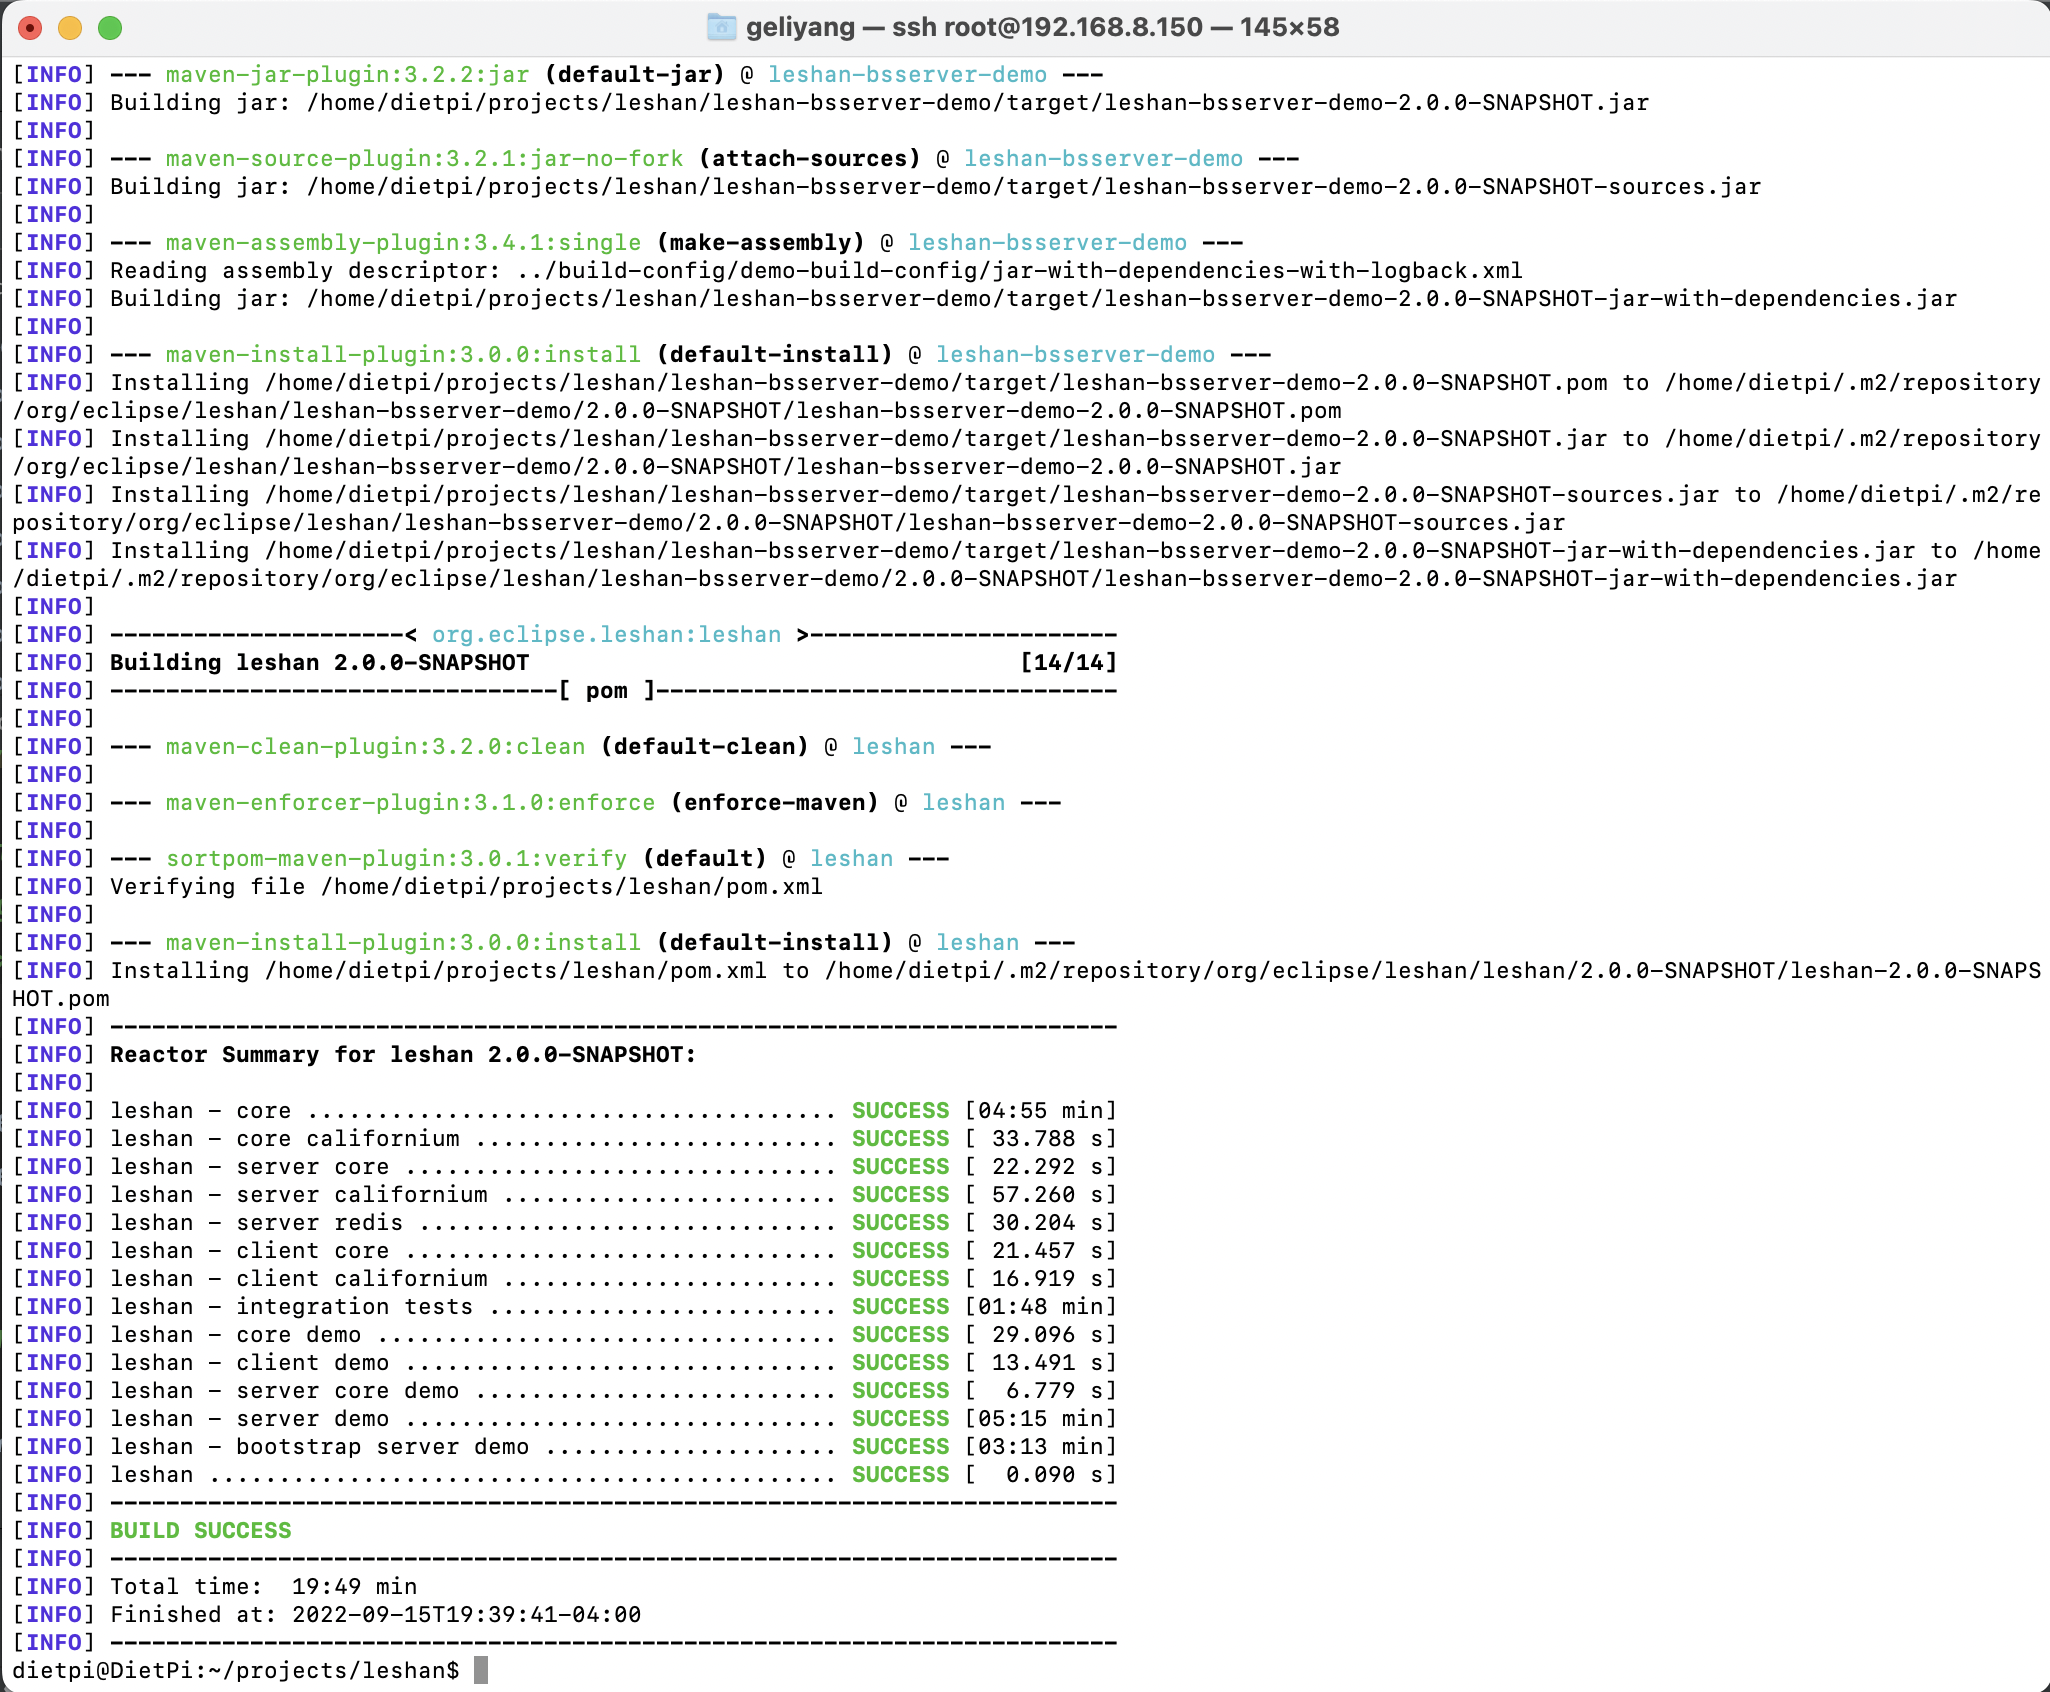 geliyang — ssh root@192.168.8.150 — 145×58
[INFO] --- maven-jar-plugin:3.2.2:jar (default-jar) @ leshan-bsserver-demo ---
[INFO] Building jar: /home/dietpi/projects/leshan/leshan-bsserver-demo/target/leshan-bsserver-demo-2.0.0-SNAPSHOT.jar
[INFO]
[INFO] --- maven-source-plugin:3.2.1:jar-no-fork (attach-sources) @ leshan-bsserver-demo ---
[INFO] Building jar: /home/dietpi/projects/leshan/leshan-bsserver-demo/target/leshan-bsserver-demo-2.0.0-SNAPSHOT-sources.jar
[INFO]
[INFO] --- maven-assembly-plugin:3.4.1:single (make-assembly) @ leshan-bsserver-demo ---
[INFO] Reading assembly descriptor: ../build-config/demo-build-config/jar-with-dependencies-with-logback.xml
[INFO] Building jar: /home/dietpi/projects/leshan/leshan-bsserver-demo/target/leshan-bsserver-demo-2.0.0-SNAPSHOT-jar-with-dependencies.jar
[INFO]
[INFO] --- maven-install-plugin:3.0.0:install (default-install) @ leshan-bsserver-demo ---
[INFO] Installing /home/dietpi/projects/leshan/leshan-bsserver-demo/target/leshan-bsserver-demo-2.0.0-SNAPSHOT.pom to /home/dietpi/.m2/repository
/org/eclipse/leshan/leshan-bsserver-demo/2.0.0-SNAPSHOT/leshan-bsserver-demo-2.0.0-SNAPSHOT.pom
[INFO] Installing /home/dietpi/projects/leshan/leshan-bsserver-demo/target/leshan-bsserver-demo-2.0.0-SNAPSHOT.jar to /home/dietpi/.m2/repository
/org/eclipse/leshan/leshan-bsserver-demo/2.0.0-SNAPSHOT/leshan-bsserver-demo-2.0.0-SNAPSHOT.jar
[INFO] Installing /home/dietpi/projects/leshan/leshan-bsserver-demo/target/leshan-bsserver-demo-2.0.0-SNAPSHOT-sources.jar to /home/dietpi/.m2/re
pository/org/eclipse/leshan/leshan-bsserver-demo/2.0.0-SNAPSHOT/leshan-bsserver-demo-2.0.0-SNAPSHOT-sources.jar
[INFO] Installing /home/dietpi/projects/leshan/leshan-bsserver-demo/target/leshan-bsserver-demo-2.0.0-SNAPSHOT-jar-with-dependencies.jar to /home
/dietpi/.m2/repository/org/eclipse/leshan/leshan-bsserver-demo/2.0.0-SNAPSHOT/leshan-bsserver-demo-2.0.0-SNAPSHOT-jar-with-dependencies.jar
[INFO]
[INFO] ---------------------< org.eclipse.leshan:leshan >----------------------
[INFO] Building leshan 2.0.0-SNAPSHOT                                   [14/14]
[INFO] --------------------------------[ pom ]---------------------------------
[INFO]
[INFO] --- maven-clean-plugin:3.2.0:clean (default-clean) @ leshan ---
[INFO]
[INFO] --- maven-enforcer-plugin:3.1.0:enforce (enforce-maven) @ leshan ---
[INFO]
[INFO] --- sortpom-maven-plugin:3.0.1:verify (default) @ leshan ---
[INFO] Verifying file /home/dietpi/projects/leshan/pom.xml
[INFO]
[INFO] --- maven-install-plugin:3.0.0:install (default-install) @ leshan ---
[INFO] Installing /home/dietpi/projects/leshan/pom.xml to /home/dietpi/.m2/repository/org/eclipse/leshan/leshan/2.0.0-SNAPSHOT/leshan-2.0.0-SNAPS
HOT.pom
[INFO] ------------------------------------------------------------------------
[INFO] Reactor Summary for leshan 2.0.0-SNAPSHOT:
[INFO]
[INFO] leshan - core ...................................... SUCCESS [04:55 min]
[INFO] leshan - core californium .......................... SUCCESS [ 33.788 s]
[INFO] leshan - server core ............................... SUCCESS [ 22.292 s]
[INFO] leshan - server californium ........................ SUCCESS [ 57.260 s]
[INFO] leshan - server redis .............................. SUCCESS [ 30.204 s]
[INFO] leshan - client core ............................... SUCCESS [ 21.457 s]
[INFO] leshan - client californium ........................ SUCCESS [ 16.919 s]
[INFO] leshan - integration tests ......................... SUCCESS [01:48 min]
[INFO] leshan - core demo ................................. SUCCESS [ 29.096 s]
[INFO] leshan - client demo ............................... SUCCESS [ 13.491 s]
[INFO] leshan - server core demo .......................... SUCCESS [  6.779 s]
[INFO] leshan - server demo ............................... SUCCESS [05:15 min]
[INFO] leshan - bootstrap server demo ..................... SUCCESS [03:13 min]
[INFO] leshan ............................................. SUCCESS [  0.090 s]
[INFO] ------------------------------------------------------------------------
[INFO] BUILD SUCCESS
[INFO] ------------------------------------------------------------------------
[INFO] Total time:  19:49 min
[INFO] Finished at: 2022-09-15T19:39:41-04:00
[INFO] ------------------------------------------------------------------------
dietpi@DietPi:~/projects/leshan$